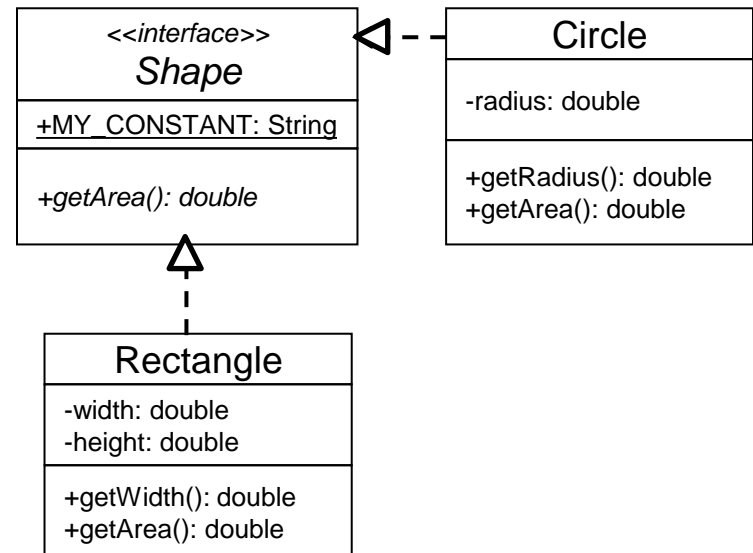 <<interface>>
Shape
+MY_CONSTANT: String
+getArea(): double
Circle
-radius: double
+getRadius(): double
+getArea(): double
Rectangle
-width: double
-height: double
+getWidth(): double
+getArea(): double